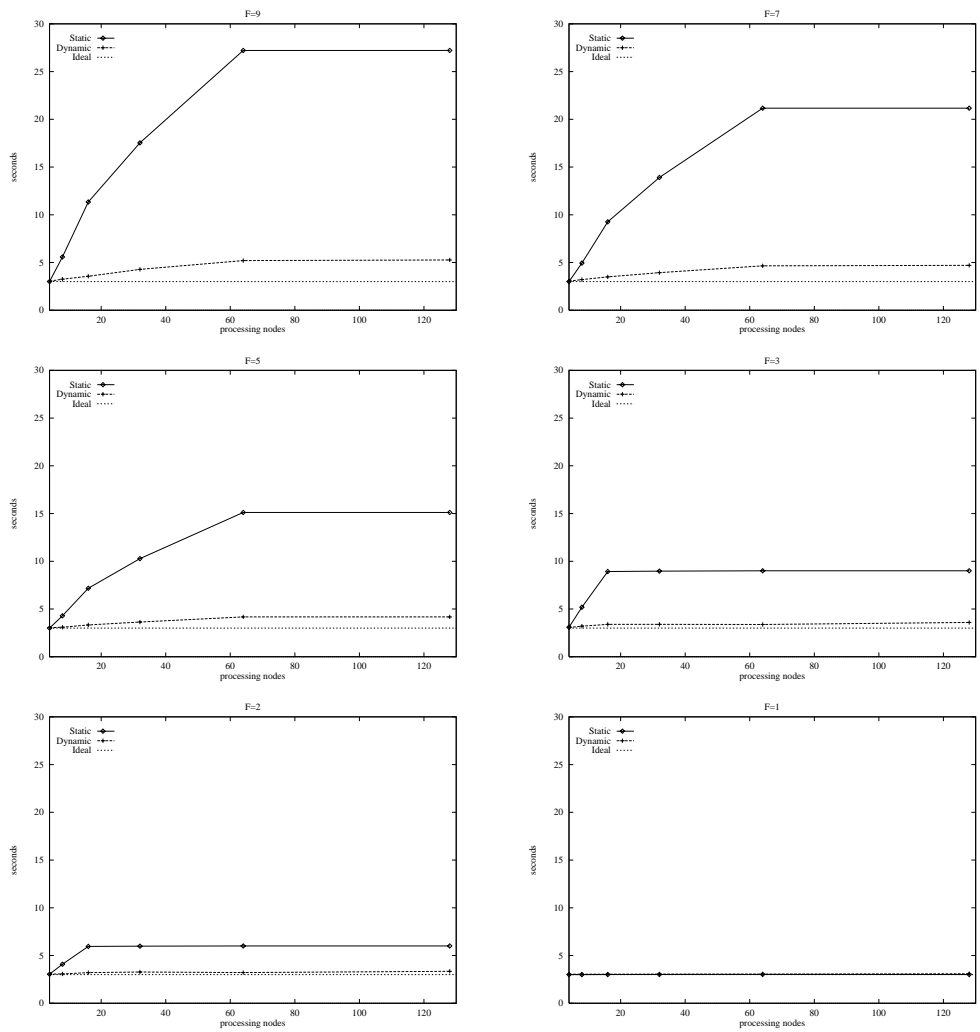 F=9
30
25
20
15
10
5
0
seconds
Static
Dynamic
Ideal
20 40 60 80 100 120
processing nodes
F=7
30
25
20
15
10
5
0
seconds
Static
Dynamic
Ideal
20 40 60 80 100 120
processing nodes
F=5
30
25
20
15
10
5
0
seconds
Static
Dynamic
Ideal
20 40 60 80 100 120
processing nodes
F=3
30
25
20
15
10
5
0
seconds
Static
Dynamic
Ideal
20 40 60 80 100 120
processing nodes
F=2
30
25
20
15
10
5
0
seconds
Static
Dynamic
Ideal
20 40 60 80 100 120
processing nodes
F=1
30
25
20
15
10
5
0
seconds
Static
Dynamic
Ideal
20 40 60 80 100 120
processing nodes